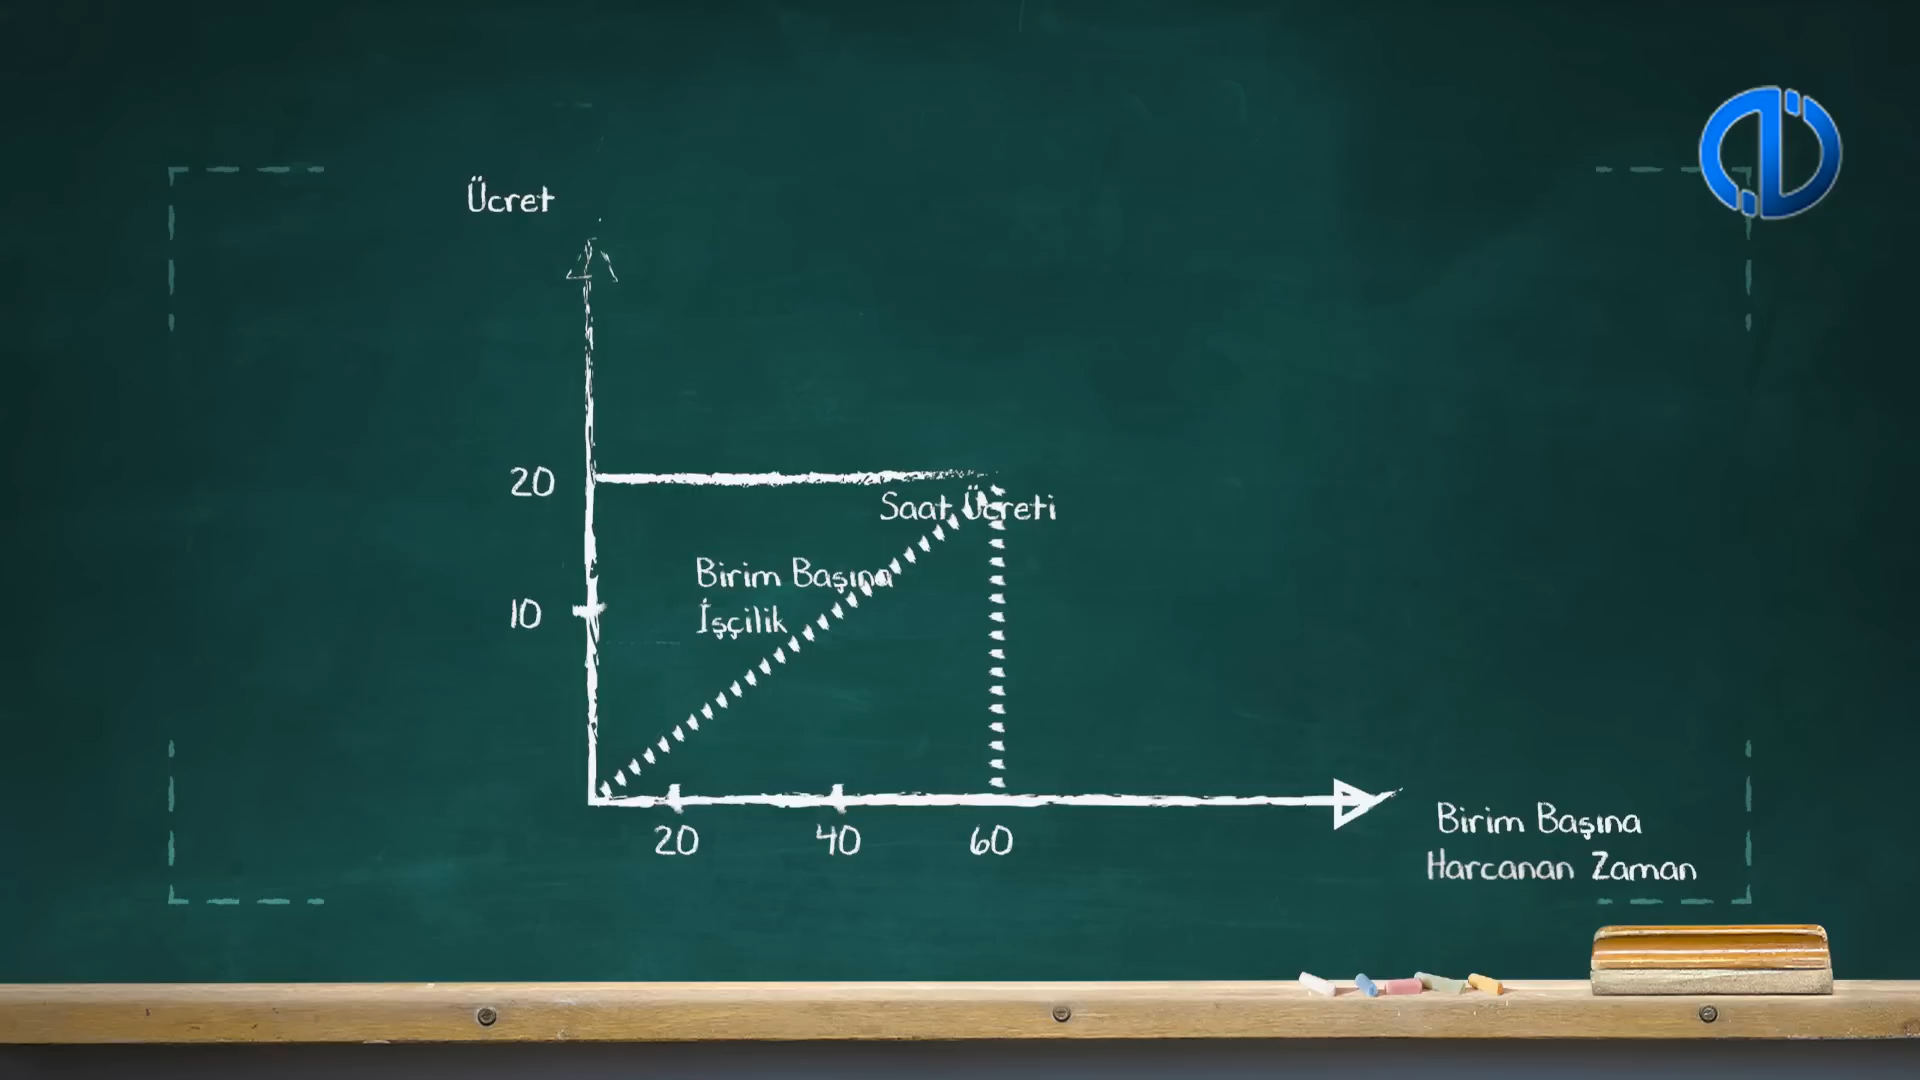 Ücret
20
Saat Ücreti
Birim Başına
İşçilik
10
20
40
60
Birim Başına
Harcanan Zaman